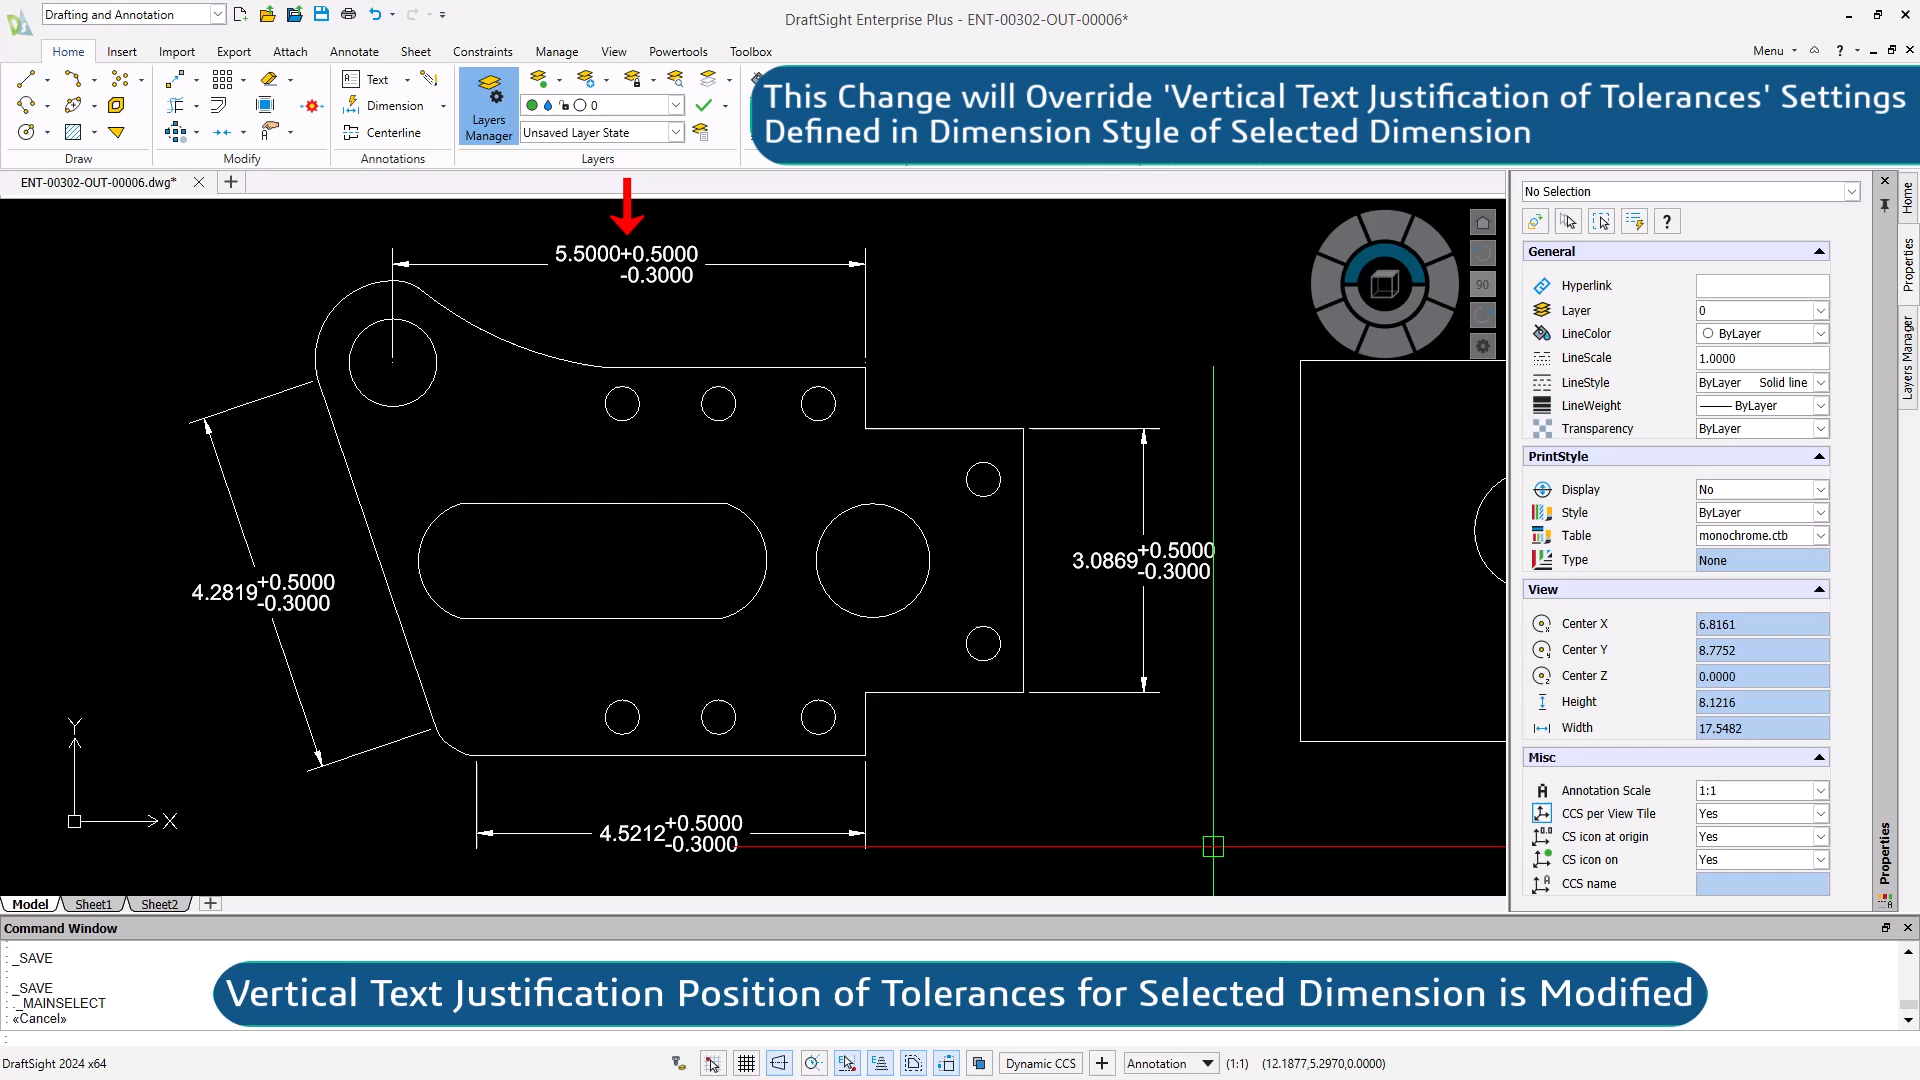 Drafting and Annotation
DraftSight Enterprise Plus - ENT-00302-OUT-00006*
Home
Insert
Import
Export
Attach
Annotate
Sheet
Constraints
Manage
View
Powertools
Toolbox
Menu
?
Text
Dimension
Centerline
Layers
Manager
0
Unsaved Layer State
Draw
Modify
Annotations
Layers
This Change will Override 'Vertical Text Justification of Tolerances' Settings
Defined in Dimension Style of Selected Dimension
ENT-00302-OUT-00006.dwg*
5.5000+0.5000
-0.3000
4.2819+0.5000
-0.3000
3.0869+0.5000
-0.3000
4.5212+0.5000
-0.3000
Y
X
90
No Selection
?
General
Hyperlink
Layer
0
LineColor
ByLayer
LineScale
1.0000
LineStyle
ByLayer Solid line
LineWeight
ByLayer
Transparency
ByLayer
PrintStyle
Display
No
Style
ByLayer
Table
monochrome.ctb
Type
None
View
Center X
6.8161
Center Y
8.7752
Center Z
0.0000
Height
8.1216
Width
17.5482
Misc
Annotation Scale
1:1
CCS per View Tile
Yes
CS icon at origin
Yes
CS icon on
Yes
CCS name
Home
Properties
Layers Manager
Properties
Model
Sheet1
Sheet2
Command Window
:
: _SAVE
:
: _SAVE
: _MAINSELECT
: «Cancel»
:
Vertical Text Justification Position of Tolerances for Selected Dimension is Modified
DraftSight 2024 x64
Dynamic CCS
Annotation
(1:1)
(12.1877,5.2970,0.0000)